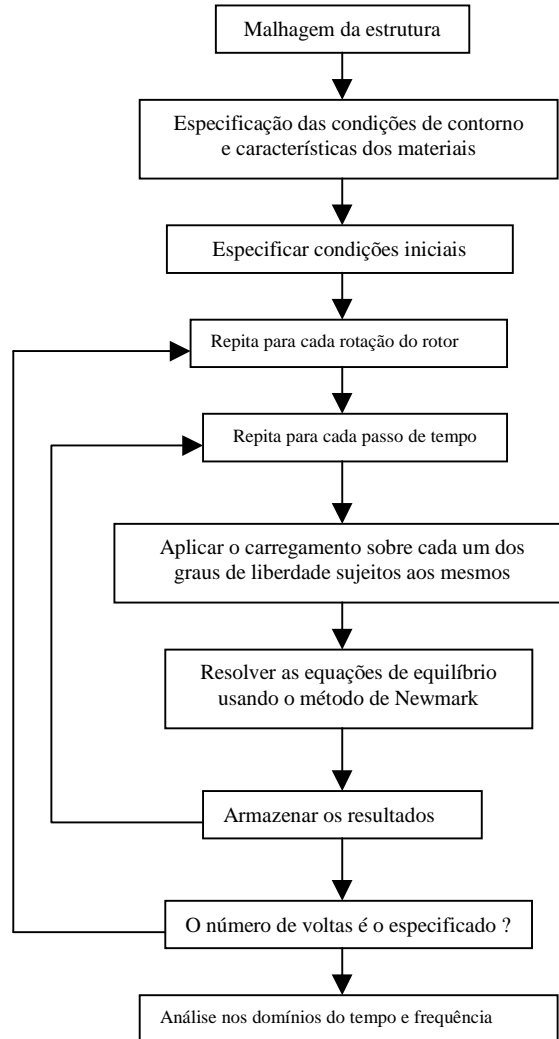 Malhagem da estrutura
Especificação das condições de contorno
e características dos materiais
Especificar condições iniciais
Repita para cada rotação do rotor
Repita para cada passo de tempo
Aplicar o carregamento sobre cada um dos
graus de liberdade sujeitos aos mesmos
Resolver as equações de equilíbrio
usando o método de Newmark
Armazenar os resultados
O número de voltas é o especificado ?
Análise nos domínios do tempo e frequência